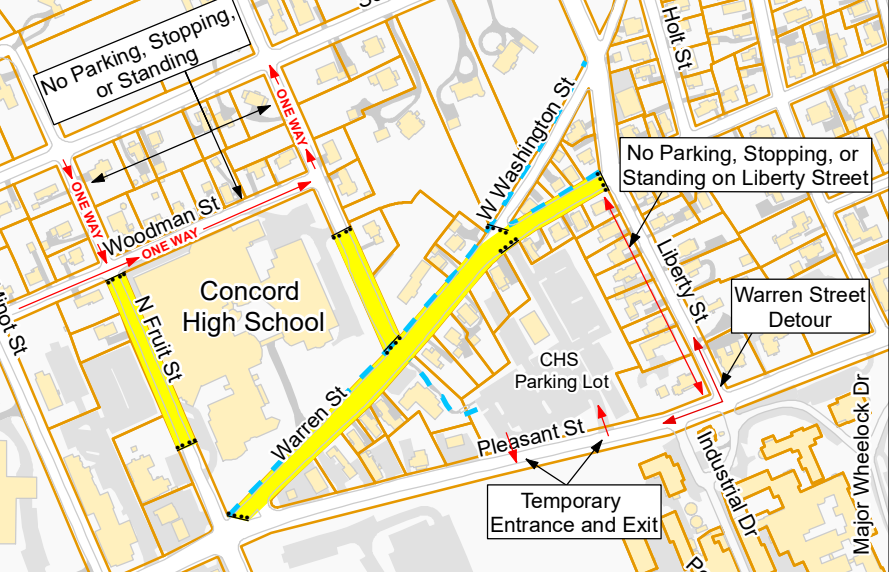 No Parking, Stopping,
or Standing
Holt St
ONE WAY
W Washington St
No Parking, Stopping, or
Standing on Liberty Street
ONE WAY
Woodman St
ONE WAY
Liberty St
Concord
High School
N Fruit St
Warren Street
Detour
CHS
Parking Lot
Warren St
Pleasant St
Industrial Dr
Major Wheelock Dr
Temporary
Entrance and Exit